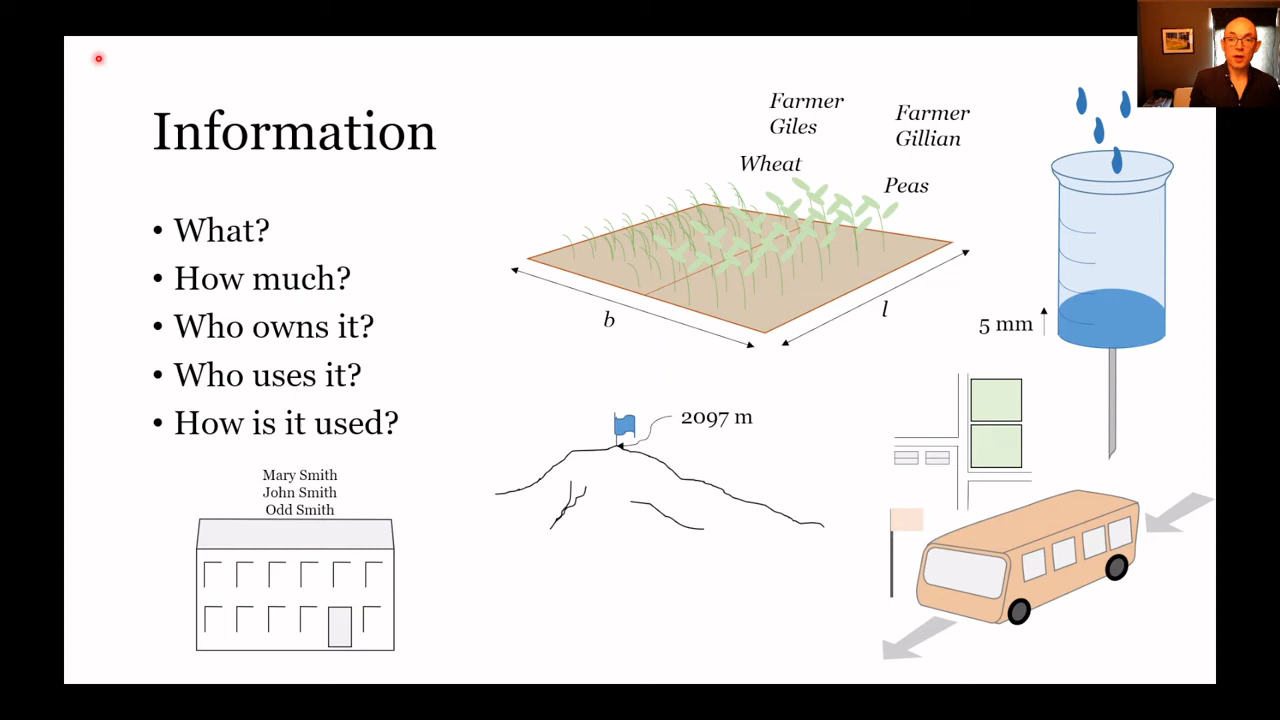 Information
• What?
• How much?
• Who owns it?
• Who uses it?
• How is it used?
Mary Smith
John Smith
Odd Smith
Farmer
Giles
Farmer
Gillian
Wheat
Peas
b
l
5 mm
2097 m